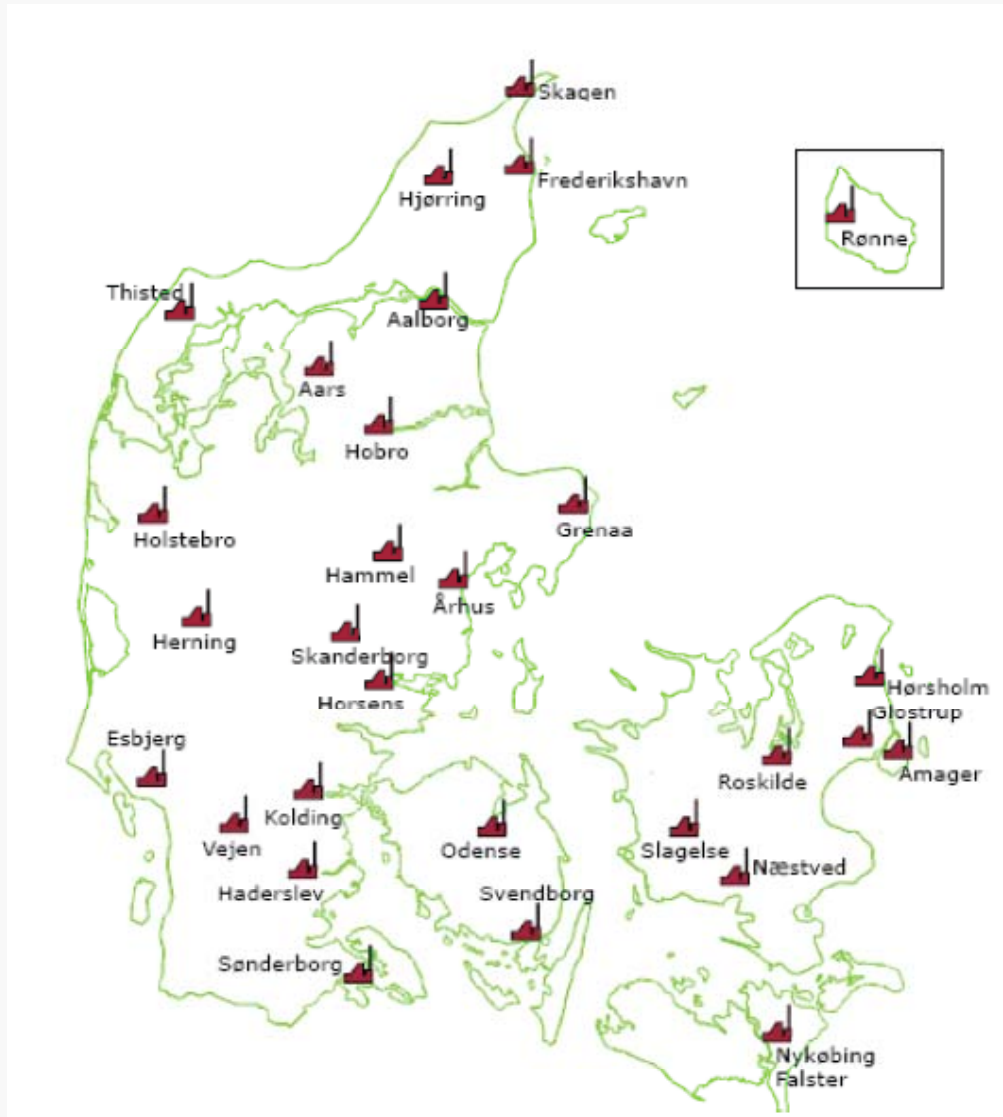 Skagen
Frederikshavn
Hjørring
Rønne
Thisted
Aalborg
Aars
Hobro
Grenaa
Holstebro
Hammel
Århus
Herning
Skanderborg
Horsens
Hørsholm
Glostrup
Esbjerg
Amager
Roskilde
Kolding
Vejen
Odense
Slagelse
Næstved
Haderslev
Svendborg
Sønderborg
Nykøbing
Falster